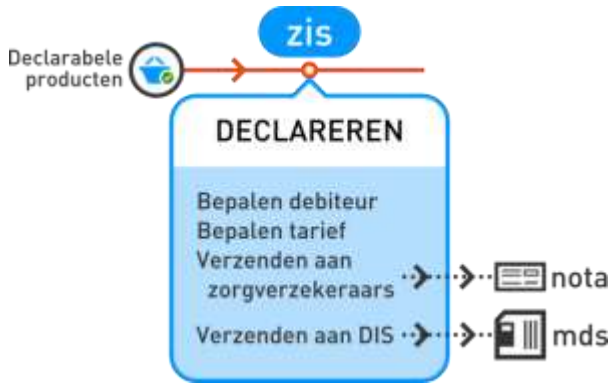 zis
Declarabele
producten
DECLAREREN
Bepalen debiteur
Bepalen tarief
Verzenden aan
zorgverzekeraars
nota
Verzenden aan DIS
mds